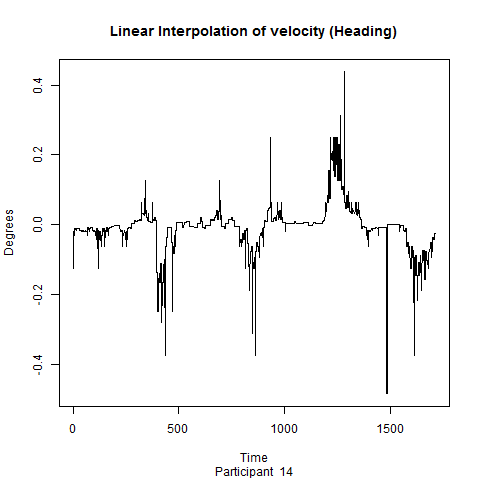 Linear Interpolation of velocity (Heading)
Degrees
0.4
0.2
0.0
-0.2
-0.4
0 500 1000 1500
Time
Participant 14